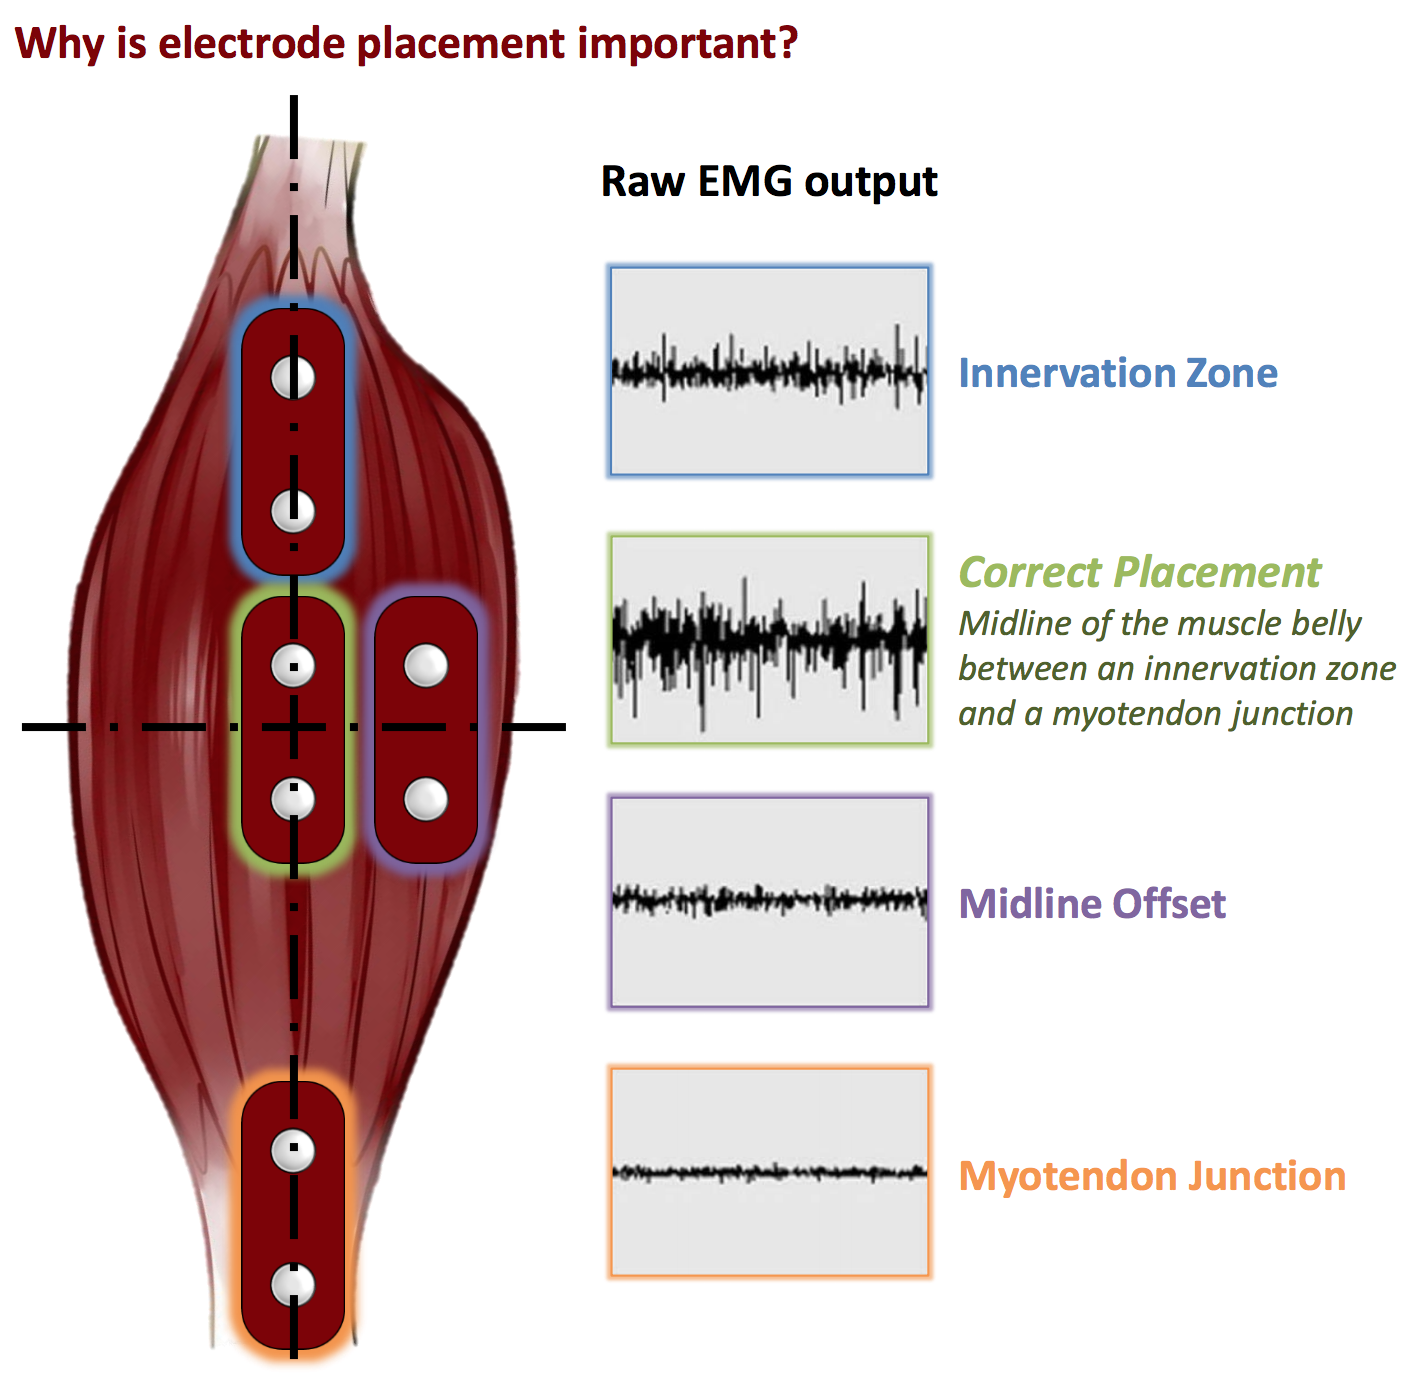 Why is electrode placement important?
Raw EMG output
Innervation Zone
Correct Placement
Midline of the muscle belly
between an innervation zone
and a myotendon junction
Midline Offset
Myotendon Junction